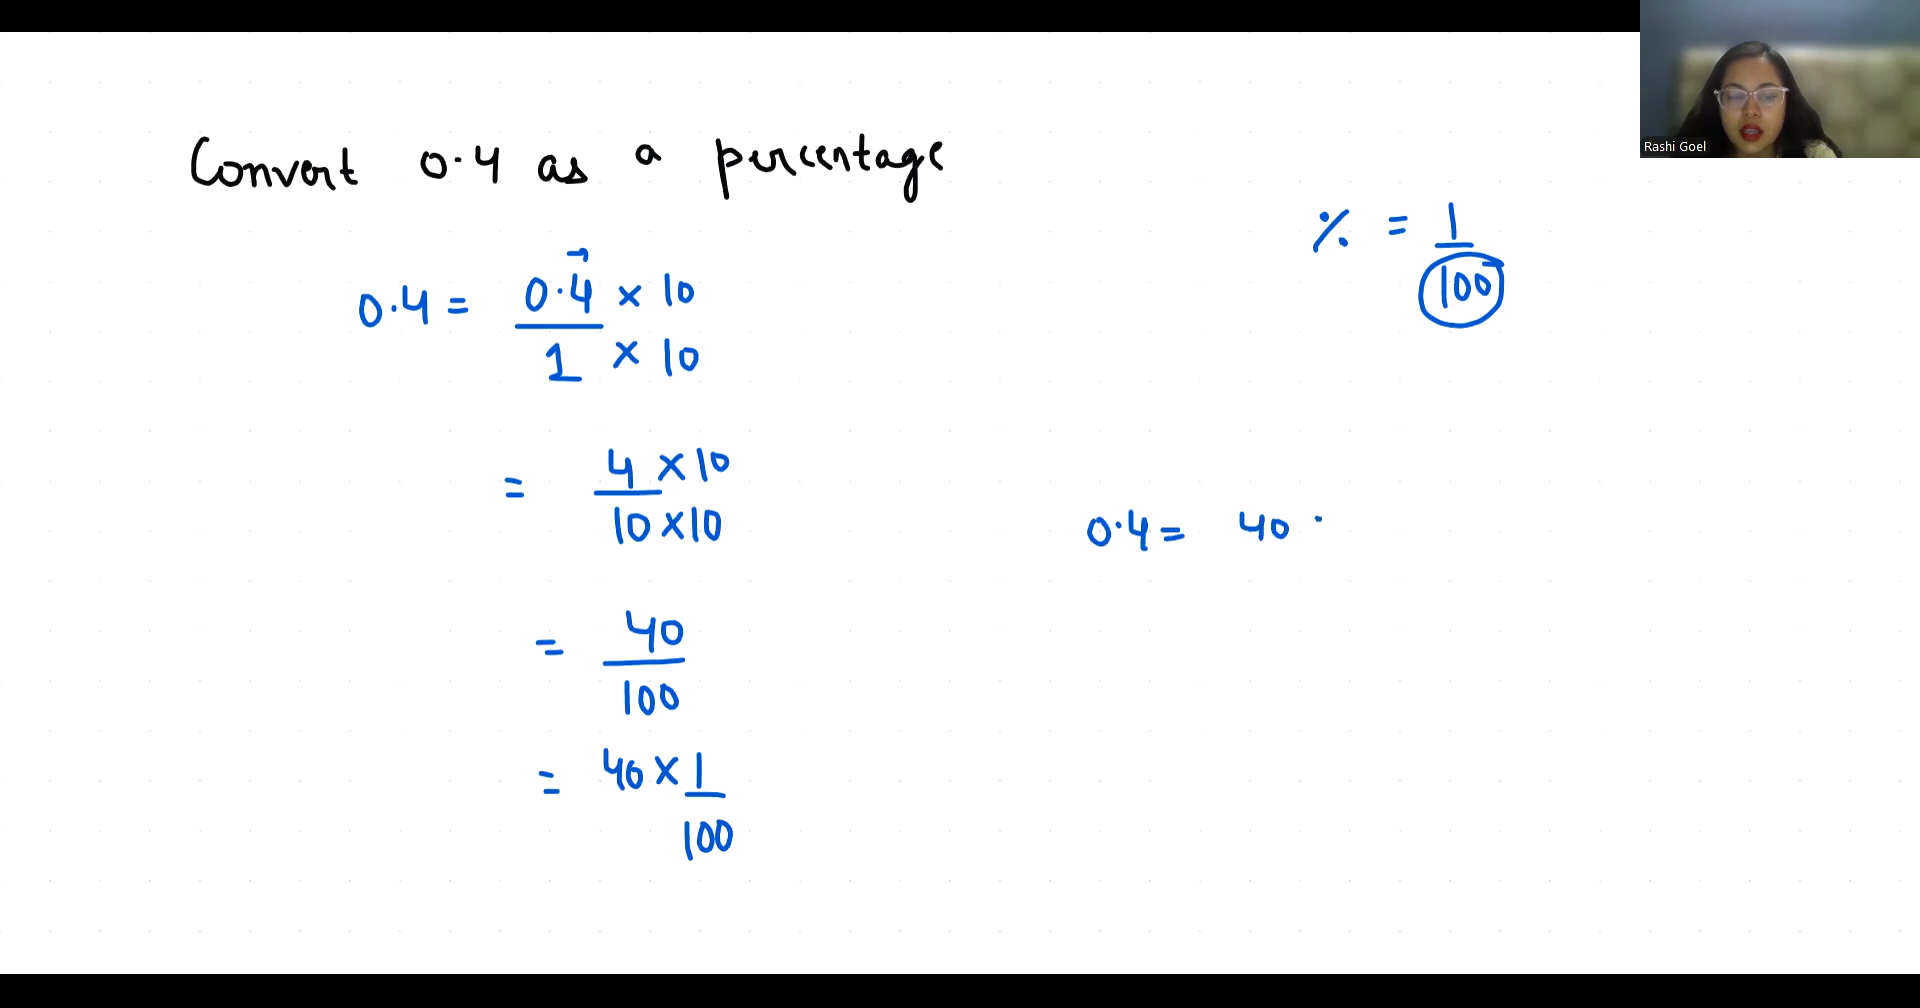 Convert 0.4 as a percentage
% = 1
100
0.4 = 0.4 × 10
1 × 10
= 4 × 10
10 × 10
0.4 = 40 ·
= 40
100
= 40 × 1
100
Rashi Goel